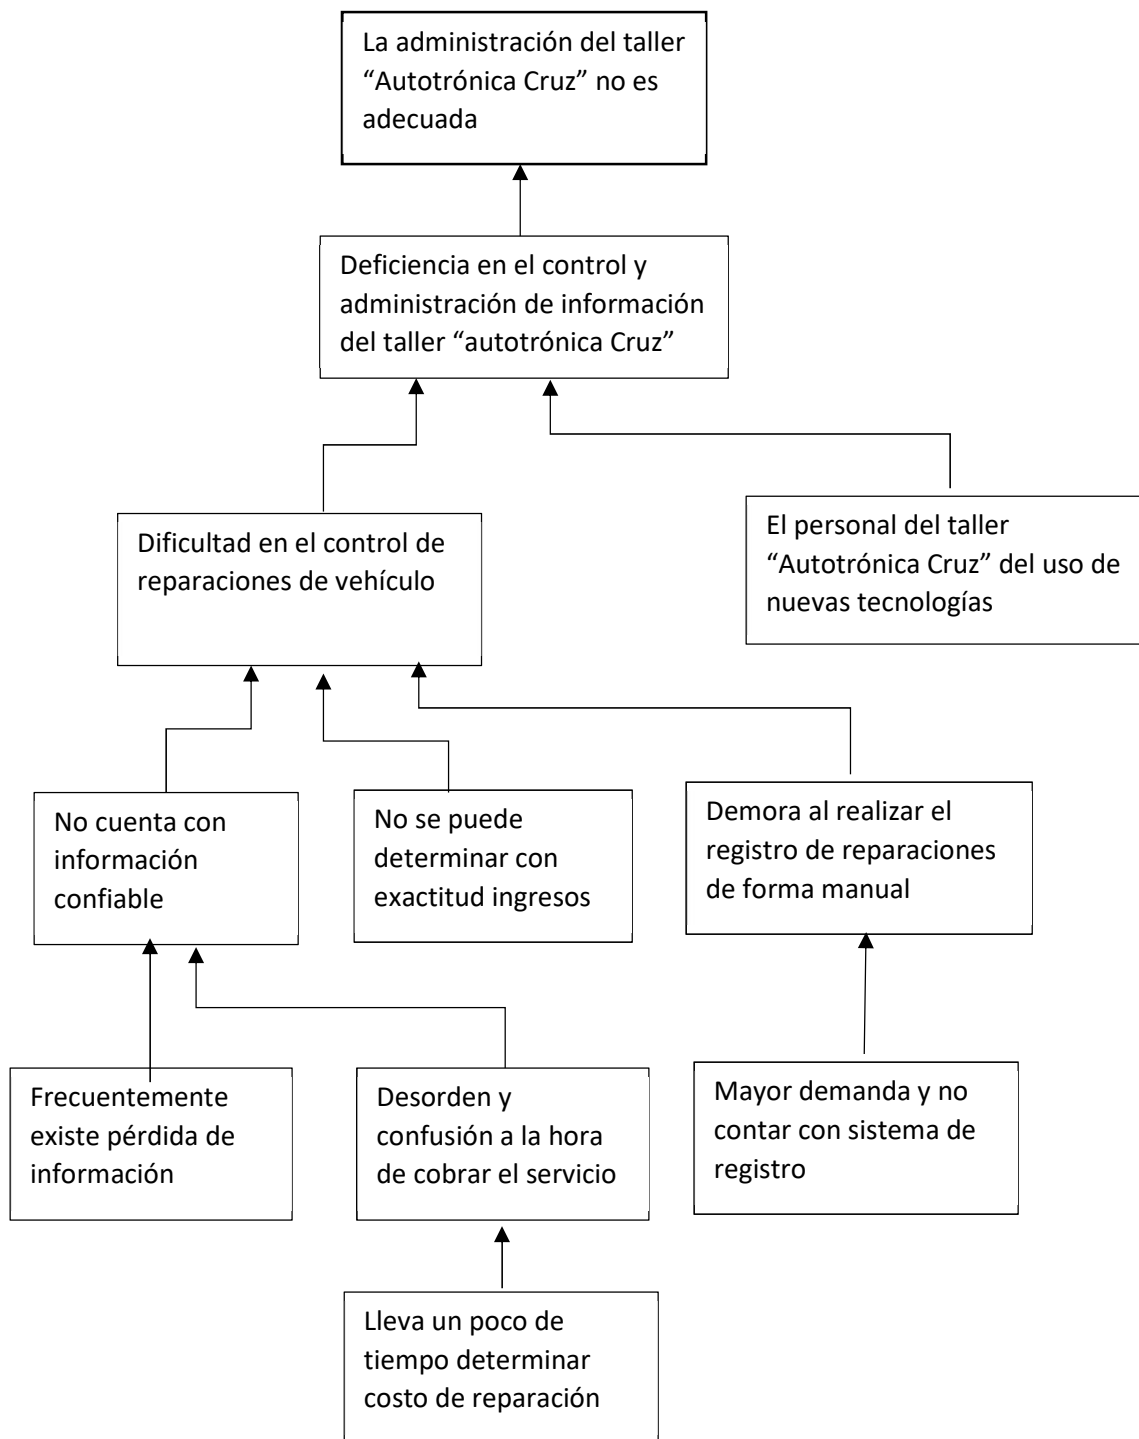 La administración del taller
“Autotrónica Cruz” no es
adecuada
Deficiencia en el control y
administración de información
del taller “autotrónica Cruz”
Dificultad en el control de
reparaciones de vehículo
El personal del taller
“Autotrónica Cruz” del uso de
nuevas tecnologías
No cuenta con
información
confiable
No se puede
determinar con
exactitud ingresos
Demora al realizar el
registro de reparaciones
de forma manual
Frecuentemente
existe pérdida de
información
Desorden y
confusión a la hora
de cobrar el servicio
Mayor demanda y no
contar con sistema de
registro
Lleva un poco de
tiempo determinar
costo de reparación